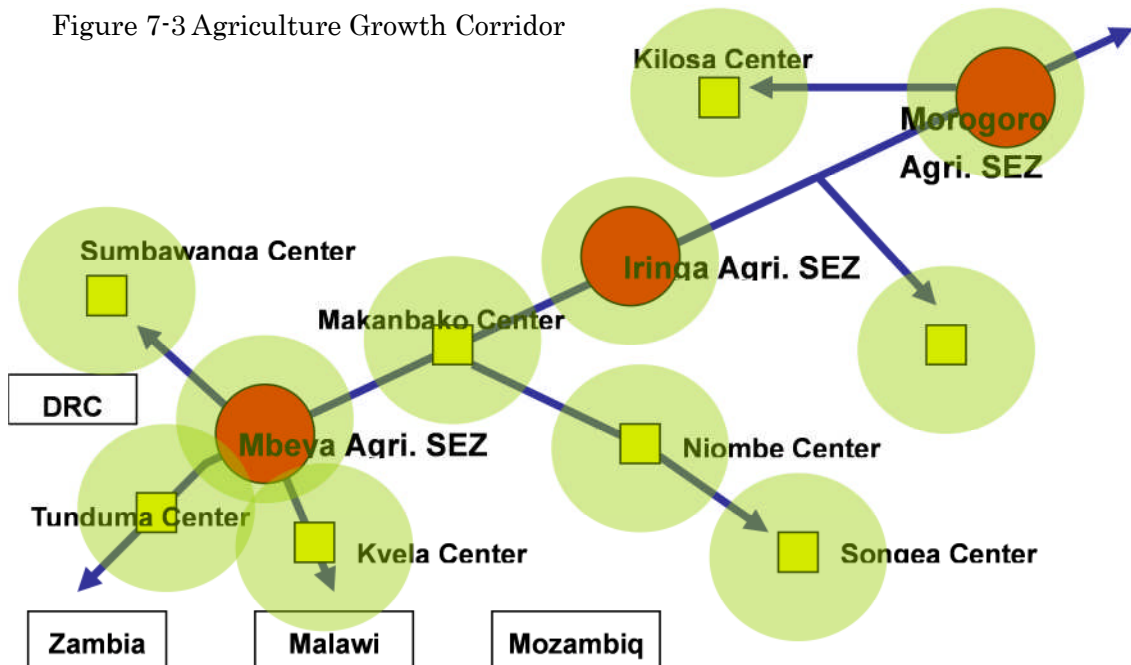 Figure 7-3 Agriculture Growth Corridor
Kilosa Center
Morogoro
Agri. SEZ
Sumbawanga Center
Iringa Agri. SEZ
Makanbako Center
DRC
Mbeya Agri. SEZ
Niombe Center
Tunduma Center
Kyela Center
Songea Center
Zambia
Malawi
Mozambiq